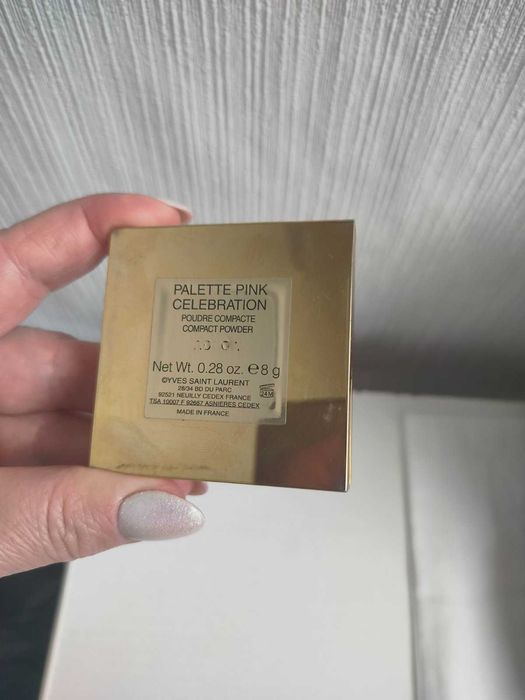 PALETTE PINK
CELEBRATION
POUDRE COMPACTE
COMPACT POWDER
Net Wt. 0.28 oz. ℮8 g
©YVES SAINT LAURENT
28/34 BD DU PARC
92521 NEUILLY CEDEX FRANCE
TSA 10007 F 92667 ASNIERES CEDEX
24M
MADE IN FRANCE